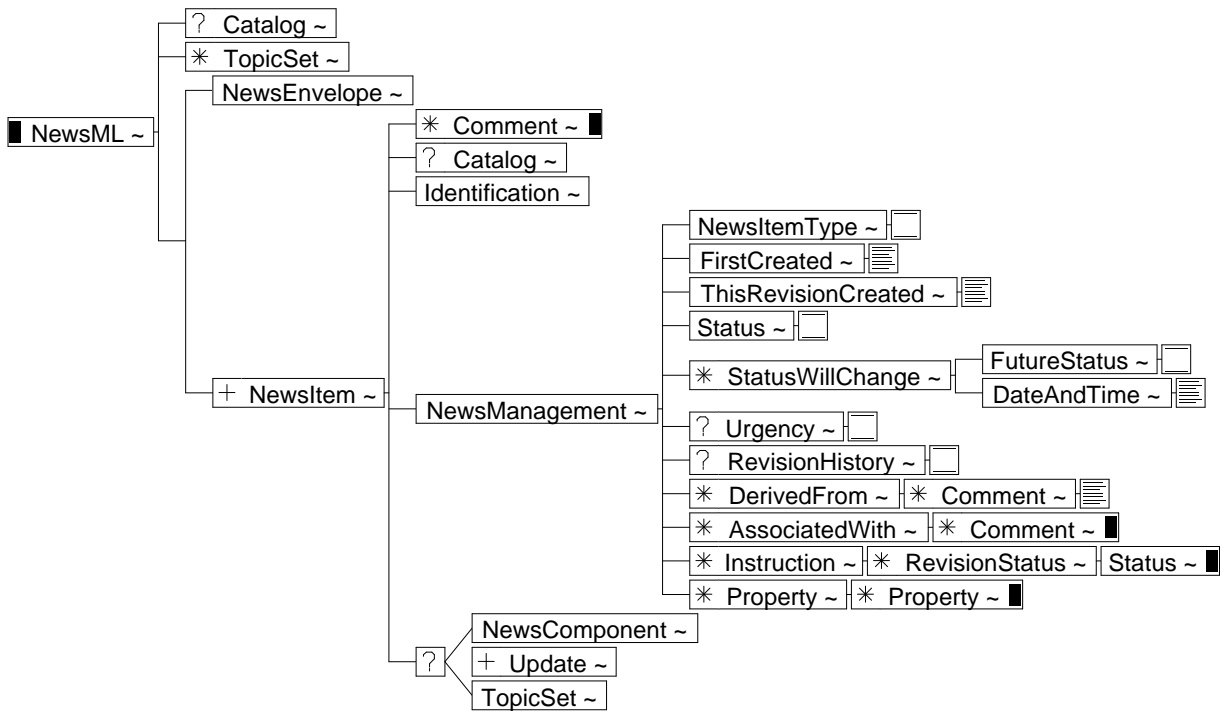 ? Catalog ~
* TopicSet ~
NewsEnvelope ~
NewsML ~
* Comment ~
? Catalog ~
Identification ~
NewsItemType ~
FirstCreated ~
ThisRevisionCreated ~
Status ~
FutureStatus ~
* StatusWillChange ~
DateAndTime ~
+ NewsItem ~
NewsManagement ~
? Urgency ~
? RevisionHistory ~
* DerivedFrom ~ * Comment ~
* AssociatedWith ~ * Comment ~
* Instruction ~ * RevisionStatus ~ Status ~
* Property ~ * Property ~
NewsComponent ~
? + Update ~
TopicSet ~